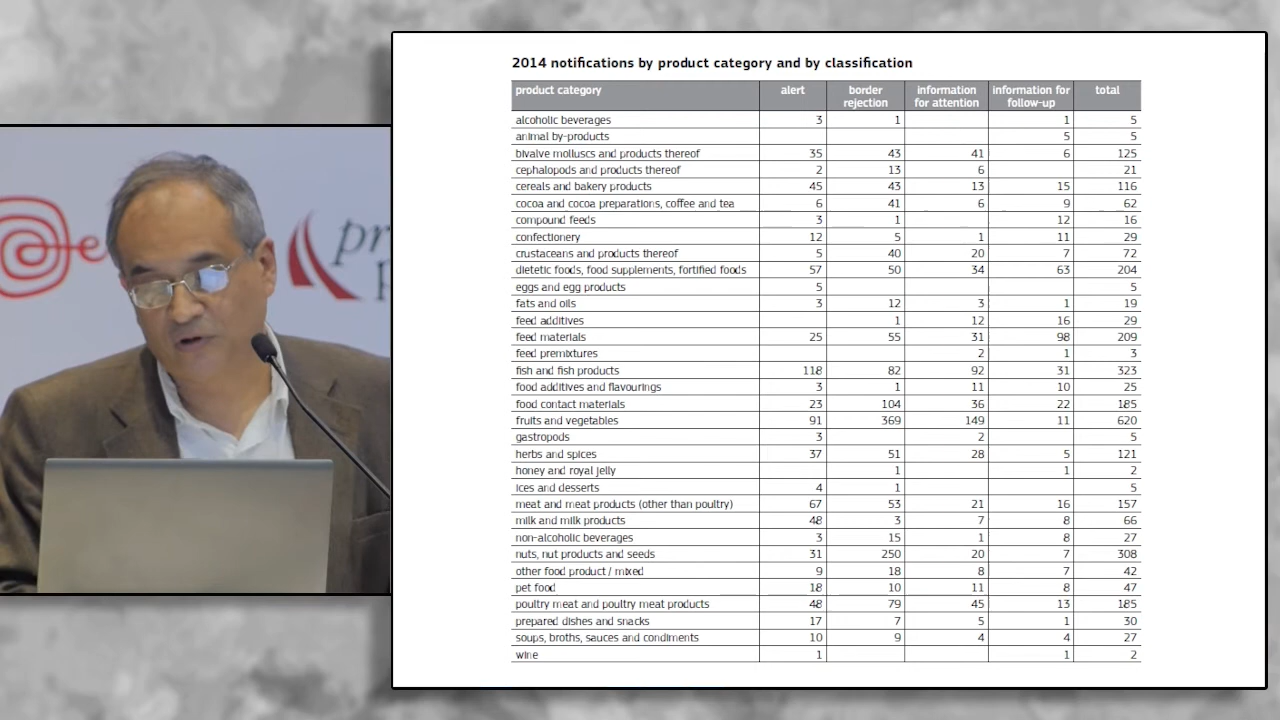 2014 notifications by product category and by classification
product category alert border rejection information for attention information for follow-up total
alcoholic beverages 3 1 1 5
animal by-products 5 5
bivalve molluscs and products thereof 35 43 41 6 125
cephalopods and products thereof 2 13 6 21
cereals and bakery products 45 43 13 15 116
cocoa and cocoa preparations, coffee and tea 6 41 6 9 62
compound feeds 3 1 12 16
confectionery 12 5 1 11 29
crustaceans and products thereof 5 40 20 7 72
dietetic foods, food supplements, fortified foods 57 50 34 63 204
eggs and egg products 5 5
fats and oils 3 12 3 1 19
feed additives 1 12 16 29
feed materials 25 55 31 98 209
feed premixtures 2 1 3
fish and fish products 118 82 92 31 323
food additives and flavourings 3 1 11 10 25
food contact materials 23 104 36 22 185
fruits and vegetables 91 369 149 11 620
gastropods 3 2 5
herbs and spices 37 51 28 5 121
honey and royal jelly 1 1 2
ices and desserts 4 1 5
meat and meat products (other than poultry) 67 53 21 16 157
milk and milk products 48 3 7 8 66
non-alcoholic beverages 3 15 1 8 27
nuts, nut products and seeds 31 250 20 7 308
other food product / mixed 9 18 8 7 42
pet food 18 10 11 8 47
poultry meat and poultry meat products 48 79 45 13 185
prepared dishes and snacks 17 7 5 1 30
soups, broths, sauces and condiments 10 9 4 4 27
wine 1 1 2